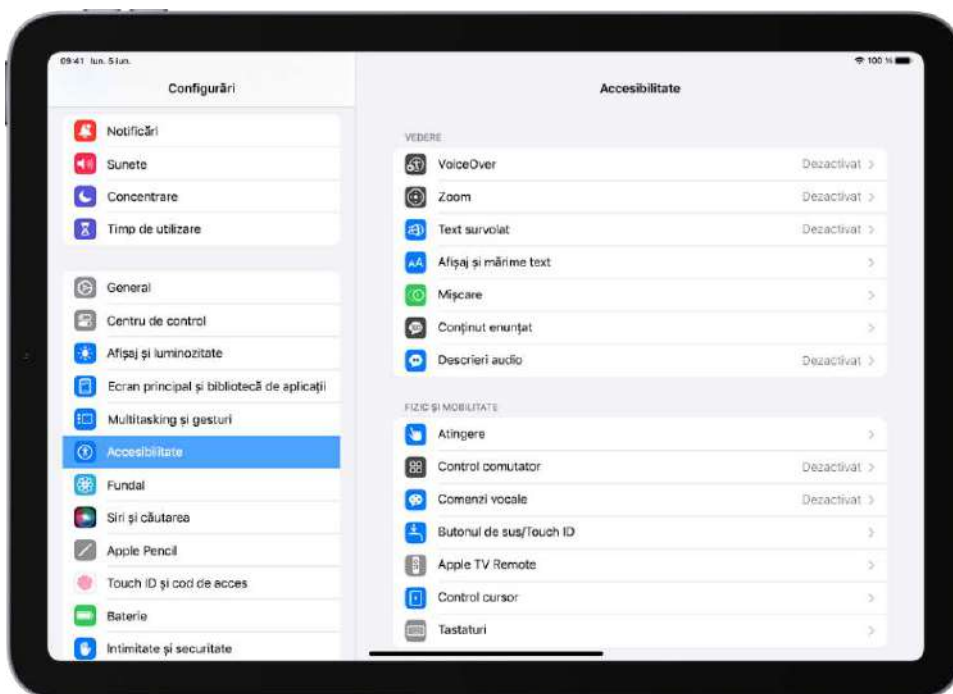 09:41 lun. 5 iun.
100 %
Configurări
Notificări
Sunete
Concentrare
Timp de utilizare
General
Centru de control
Afișaj și luminozitate
Ecran principal și bibliotecă de aplicații
Multitasking și gesturi
Accesibilitate
Fundal
Siri și căutarea
Apple Pencil
Touch ID și cod de acces
Baterie
Intimitate și securitate
Accesibilitate
VEDERE
VoiceOver Dezactivat
Zoom Dezactivat
Text survolat Dezactivat
Afișaj și mărime text
Mișcare
Conținut enunțat
Descrieri audio Dezactivat
FIZIC ȘI MOBILITATE
Atingere
Control comutator Dezactivat
Comenzi vocale Dezactivat
Butonul de sus/Touch ID
Apple TV Remote
Control cursor
Tastaturi